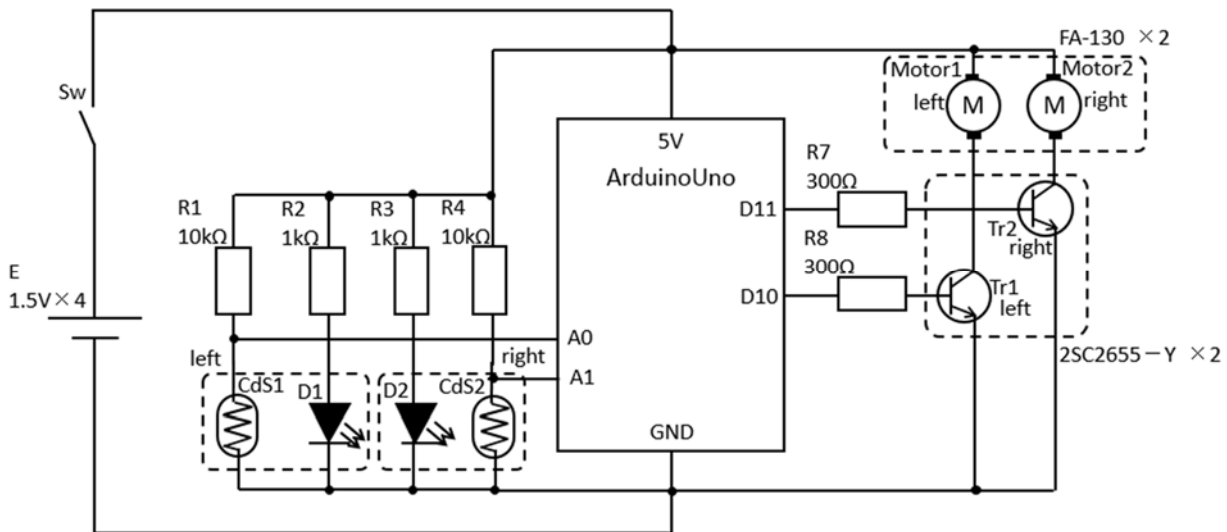 FA-130 ×2
Motor1
Motor2
left
M
M
right
Sw
5V
ArduinoUno
R7
300Ω
D11
Tr2
right
R1
10kΩ
R2
1kΩ
R3
1kΩ
R4
10kΩ
R8
300Ω
D10
Tr1
left
E
1.5V×4
A0
left
right
A1
2SC2655-Y ×2
CdS1
D1
D2
CdS2
GND